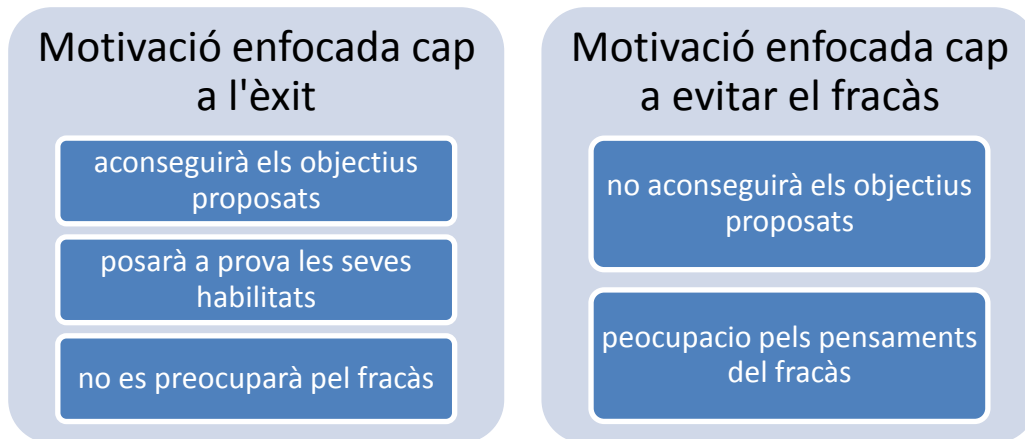 Motivació enfocada cap
a l'èxit
aconseguirà els objectius
proposats
posarà a prova les seves
habilitats
no es preocuparà pel fracàs
Motivació enfocada cap
a evitar el fracàs
no aconseguirà els objectius
proposats
peocupacio pels pensaments
del fracàs